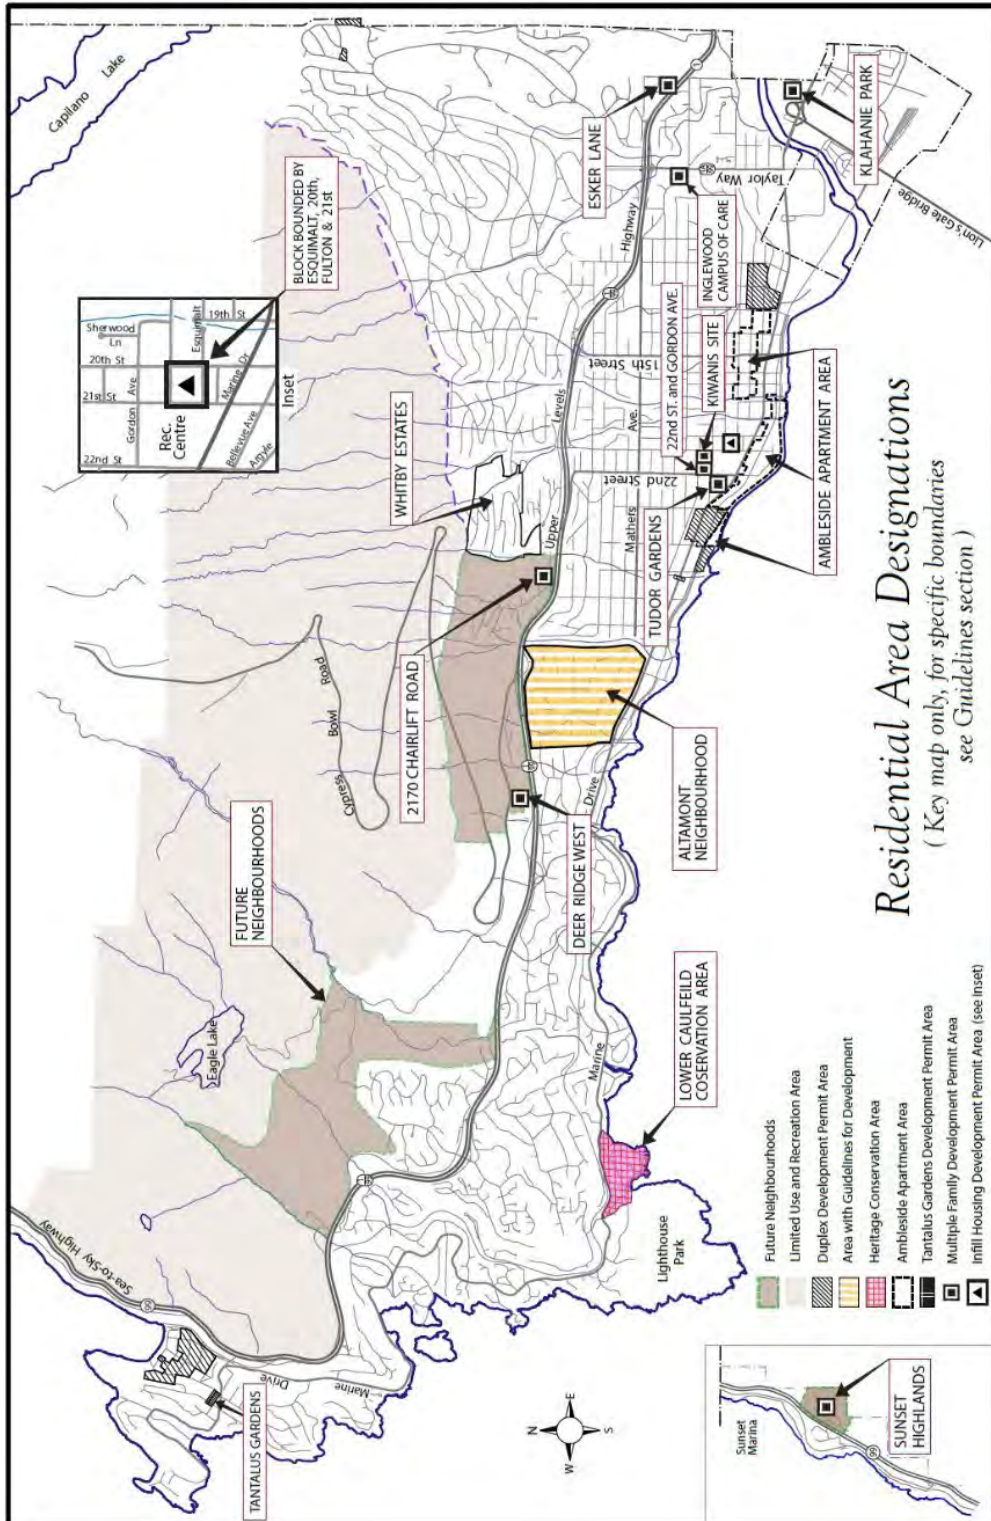 Capilano
Lake
BLOCK BOUNDED BY
ESQUIMALT, 20th,
FULTON & 21st
Sherwood
Ln
20th St
21st St
22nd St
Gordon Ave
Esquimalt
19th St
Marine Dr
Bellevue Ave
Argyle
Rec.
Centre
Inset
ESKER LANE
KLAHANIE PARK
Taylor Way
Lion's Gate Bridge
INGLEWOOD
CAMPUS OF CARE
Highway
1
15th Street
22nd ST. and GORDON AVE.
KIWANIS SITE
Levels
Ave.
22nd Street
Mathers
Upper
WHITBY ESTATES
TUDOR GARDENS
AMBLESIDE APARTMENT AREA
2170 CHAIRLIFT ROAD
Cypress
Bowl
Road
ALTAMONT
NEIGHBOURHOOD
Drive
DEER RIDGE WEST
FUTURE
NEIGHBOURHOODS
Eagle Lake
Marine
LOWER CAULFEILD
COSERVATION AREA
Lighthouse
Park
Sea-to-Sky Highway
99
Marine
Drive
TANTALUS GARDENS
N
E
S
W
Residential Area Designations
( Key map only, for specific boundaries
see Guidelines section )
Future Neighbourhoods
Limited Use and Recreation Area
Duplex Development Permit Area
Area with Guidelines for Development
Heritage Conservation Area
Ambleside Apartment Area
Tantalus Gardens Development Permit Area
Multiple Family Development Permit Area
Infill Housing Development Permit Area (see Inset)
Sunset
Marina
99
SUNSET
HIGHLANDS